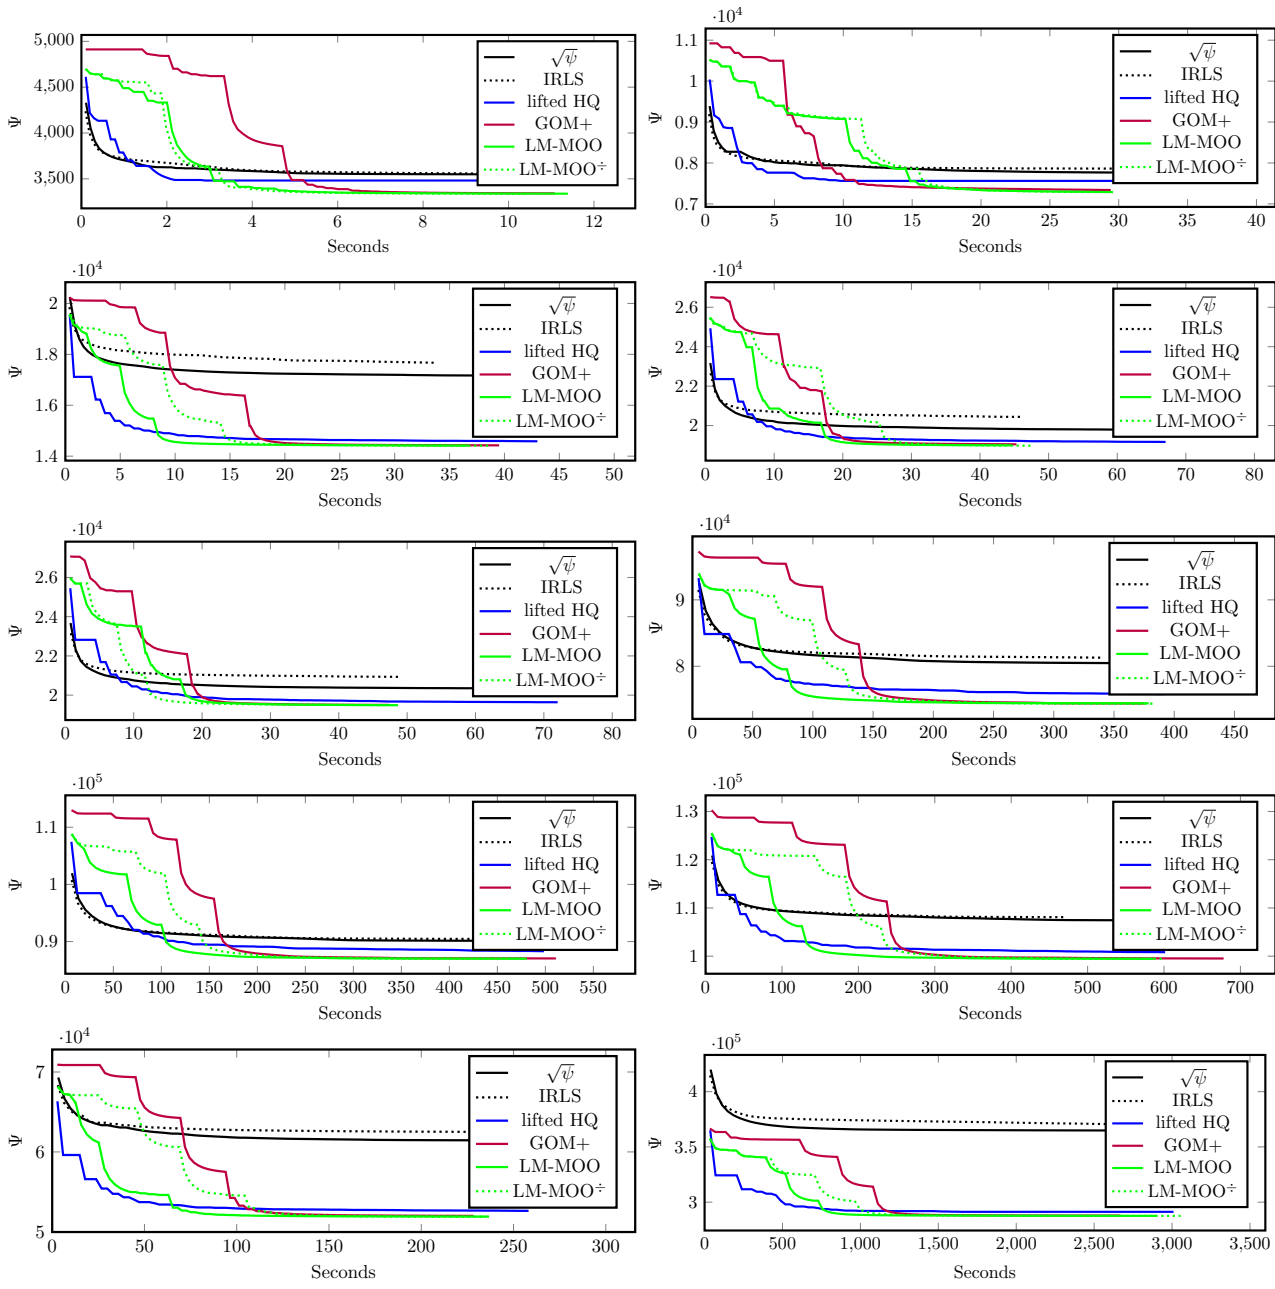 5,000
4,500
4,000
3,500
Ψ
0 2 4 6 8 10 12
Seconds
√ψ
IRLS
lifted HQ
GOM+
LM-MOO
LM-MOO÷
·10⁴
1.1
1
0.9
0.8
0.7
Ψ
0 5 10 15 20 25 30 35 40
Seconds
√ψ
IRLS
lifted HQ
GOM+
LM-MOO
LM-MOO÷
·10⁴
2
1.8
1.6
1.4
Ψ
0 5 10 15 20 25 30 35 40 45 50
Seconds
√ψ
IRLS
lifted HQ
GOM+
LM-MOO
LM-MOO÷
·10⁴
2.6
2.4
2.2
2
Ψ
0 10 20 30 40 50 60 70 80
Seconds
√ψ
IRLS
lifted HQ
GOM+
LM-MOO
LM-MOO÷
·10⁴
2.6
2.4
2.2
2
Ψ
0 10 20 30 40 50 60 70 80
Seconds
√ψ
IRLS
lifted HQ
GOM+
LM-MOO
LM-MOO÷
·10⁴
9
8
Ψ
0 50 100 150 200 250 300 350 400 450
Seconds
√ψ
IRLS
lifted HQ
GOM+
LM-MOO
LM-MOO÷
·10⁵
1.1
1
0.9
Ψ
0 50 100 150 200 250 300 350 400 450 500 550
Seconds
√ψ
IRLS
lifted HQ
GOM+
LM-MOO
LM-MOO÷
·10⁵
1.3
1.2
1.1
1
Ψ
0 100 200 300 400 500 600 700
Seconds
√ψ
IRLS
lifted HQ
GOM+
LM-MOO
LM-MOO÷
·10⁴
7
6
5
Ψ
0 50 100 150 200 250 300
Seconds
√ψ
IRLS
lifted HQ
GOM+
LM-MOO
LM-MOO÷
·10⁵
4
3.5
3
Ψ
0 500 1,000 1,500 2,000 2,500 3,000 3,500
Seconds
√ψ
IRLS
lifted HQ
GOM+
LM-MOO
LM-MOO÷